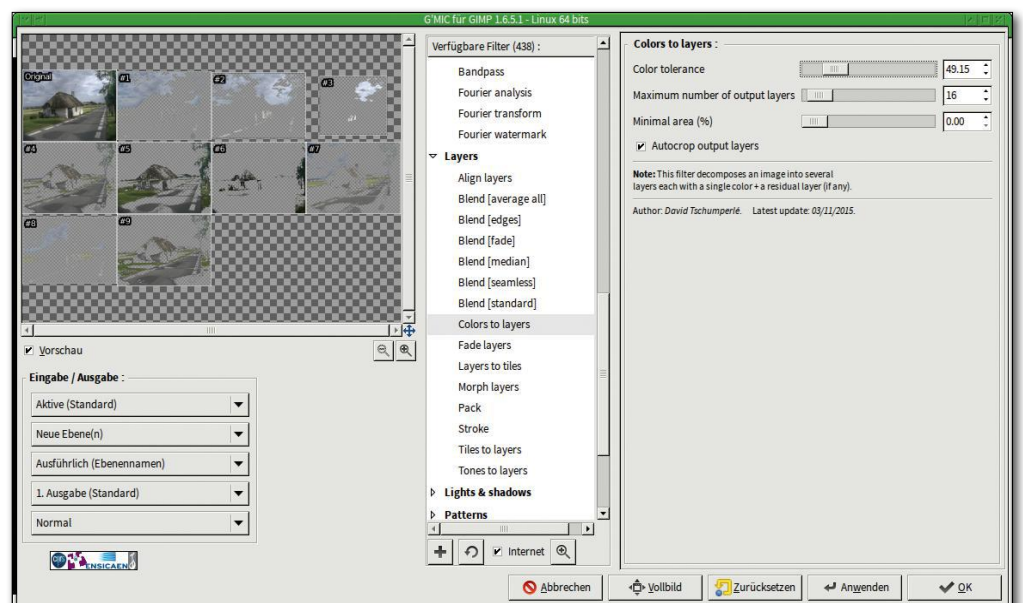 G'MIC für GIMP 1.6.5.1 - Linux 64 bits
Original
#1
#2
#3
#4
#5
#6
#7
#8
#9
Vorschau
Eingabe / Ausgabe :
Aktive (Standard)
Neue Ebene(n)
Ausführlich (Ebenennamen)
1. Ausgabe (Standard)
Normal
ENSICAEN
Verfügbare Filter (438) :
Bandpass
Fourier analysis
Fourier transform
Fourier watermark
Layers
Align layers
Blend [average all]
Blend [edges]
Blend [fade]
Blend [median]
Blend [seamless]
Blend [standard]
Colors to layers
Fade layers
Layers to tiles
Morph layers
Pack
Stroke
Tiles to layers
Tones to layers
Lights & shadows
Patterns
Internet
Colors to layers :
Color tolerance 49.15
Maximum number of output layers 16
Minimal area (%) 0.00
Autocrop output layers
Note: This filter decomposes an image into several
layers each with a single color + a residual layer (if any).
Author: David Tschumperlé. Latest update: 03/11/2015.
Abbrechen Vollbild Zurücksetzen Anwenden OK